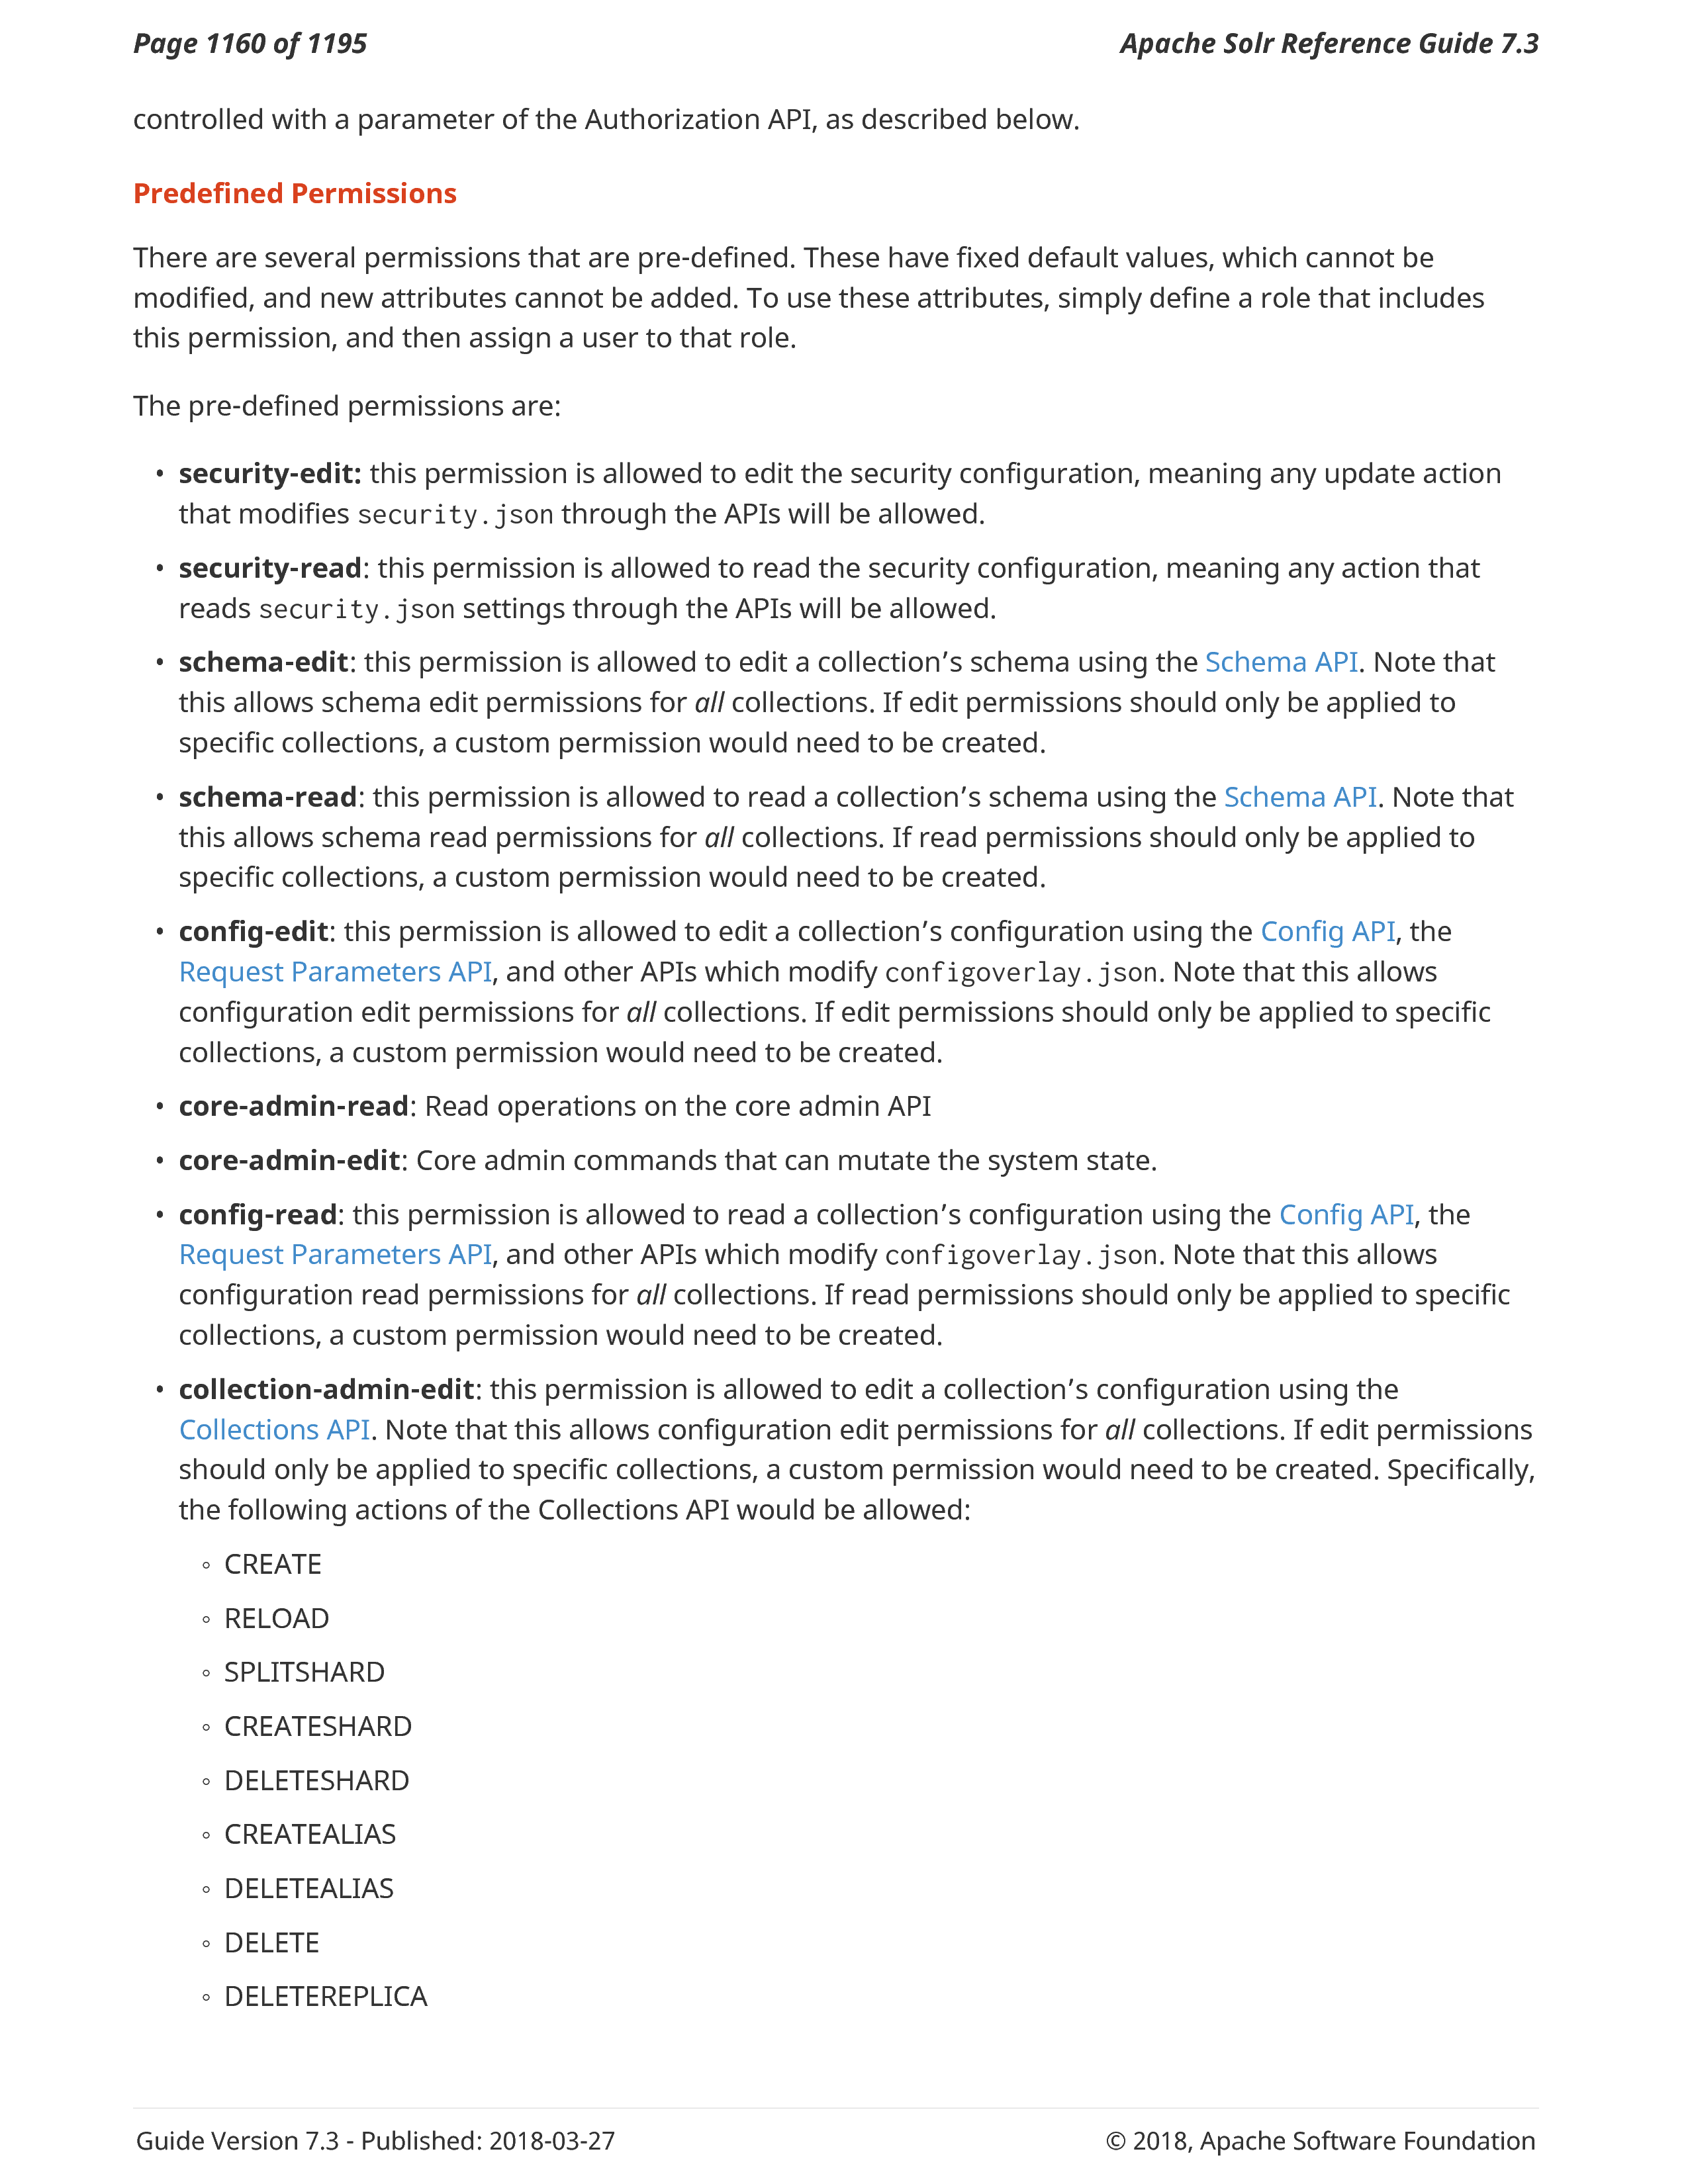 Page 1160 of 1195
Apache Solr Reference Guide 7.3
controlled with a parameter of the Authorization API, as described below.
Predefined Permissions
There are several permissions that are pre-defined. These have fixed default values, which cannot be
modified, and new attributes cannot be added. To use these attributes, simply define a role that includes
this permission, and then assign a user to that role.
The pre-defined permissions are:
• security-edit: this permission is allowed to edit the security configuration, meaning any update action
that modifies security.json through the APIs will be allowed.
• security-read: this permission is allowed to read the security configuration, meaning any action that
reads security.json settings through the APIs will be allowed.
• schema-edit: this permission is allowed to edit a collection’s schema using the Schema API. Note that
this allows schema edit permissions for all collections. If edit permissions should only be applied to
specific collections, a custom permission would need to be created.
• schema-read: this permission is allowed to read a collection’s schema using the Schema API. Note that
this allows schema read permissions for all collections. If read permissions should only be applied to
specific collections, a custom permission would need to be created.
• config-edit: this permission is allowed to edit a collection’s configuration using the Config API, the
Request Parameters API, and other APIs which modify configoverlay.json. Note that this allows
configuration edit permissions for all collections. If edit permissions should only be applied to specific
collections, a custom permission would need to be created.
• core-admin-read: Read operations on the core admin API
• core-admin-edit: Core admin commands that can mutate the system state.
• config-read: this permission is allowed to read a collection’s configuration using the Config API, the
Request Parameters API, and other APIs which modify configoverlay.json. Note that this allows
configuration read permissions for all collections. If read permissions should only be applied to specific
collections, a custom permission would need to be created.
• collection-admin-edit: this permission is allowed to edit a collection’s configuration using the
Collections API. Note that this allows configuration edit permissions for all collections. If edit permissions
should only be applied to specific collections, a custom permission would need to be created. Specifically,
the following actions of the Collections API would be allowed:
◦ CREATE
◦ RELOAD
◦ SPLITSHARD
◦ CREATESHARD
◦ DELETESHARD
◦ CREATEALIAS
◦ DELETEALIAS
◦ DELETE
◦ DELETEREPLICA
Guide Version 7.3 - Published: 2018-03-27
© 2018, Apache Software Foundation